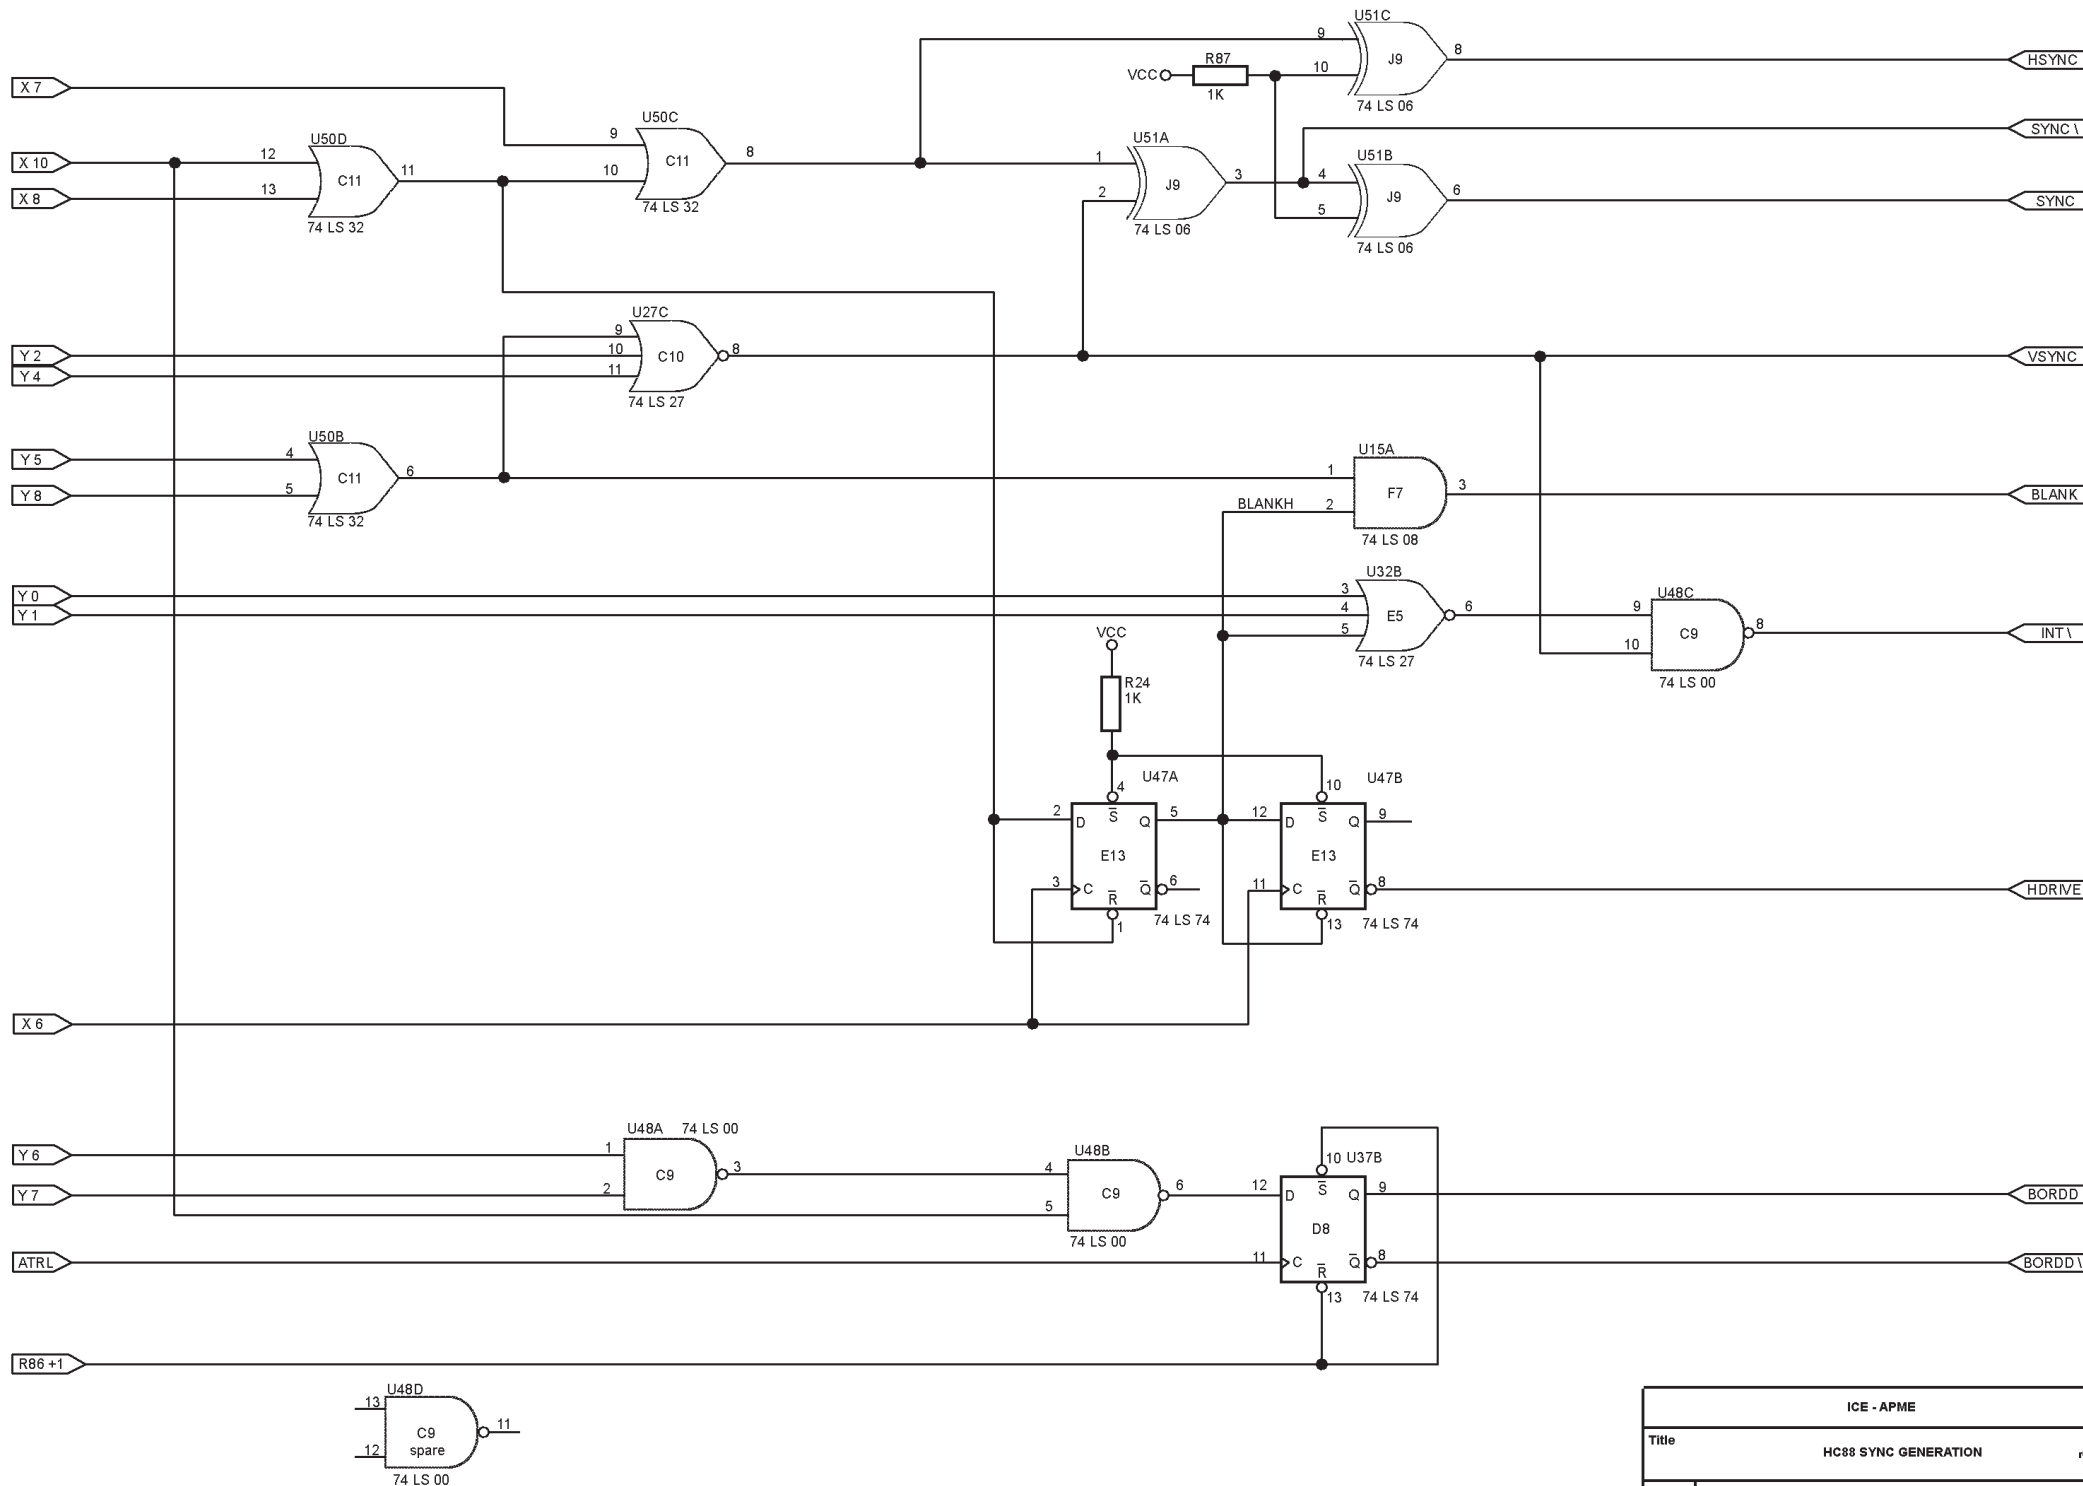 U51C
9
J9
8
HSYNC
R87
VCC
10
1K
74 LS 06
X 7
U50C
9
SYNC \
U50D
U51A
U51B
X 10
12
C11
8
1
11
10
J9
3
4
J9
6
C11
X 8
13
2
5
SYNC
74 LS 32
74 LS 32
74 LS 06
74 LS 06
U27C
9
Y 2
10
C10
8
VSYNC
Y 4
11
74 LS 27
U50B
Y 5
4
U15A
C11
6
1
Y 8
5
F7
3
BLANK
74 LS 32
BLANKH
2
74 LS 08
U32B
Y 0
3
U48C
Y 1
4
E5
6
9
VCC
5
C9
8
INT \
74 LS 27
10
R24
1K
74 LS 00
U47A
U47B
4
10
2
D
S
Q
5
12
D
S
Q
9
E13
E13
3
C
Q
6
11
C
Q
8
HDRIVE
R
R
1
74 LS 74
13
74 LS 74
X 6
U48A
74 LS 00
Y 6
1
U48B
10
U37B
C9
3
4
Y 7
2
C9
6
12
D
S
Q
9
BORDD
5
D8
74 LS 00
ATRL
11
C
Q
8
BORDD \
R
13
74 LS 74
R86 +1
U48D
13
11
C9
spare
12
74 LS 00
ICE - APME
Title
HC88 SYNC GENERATION